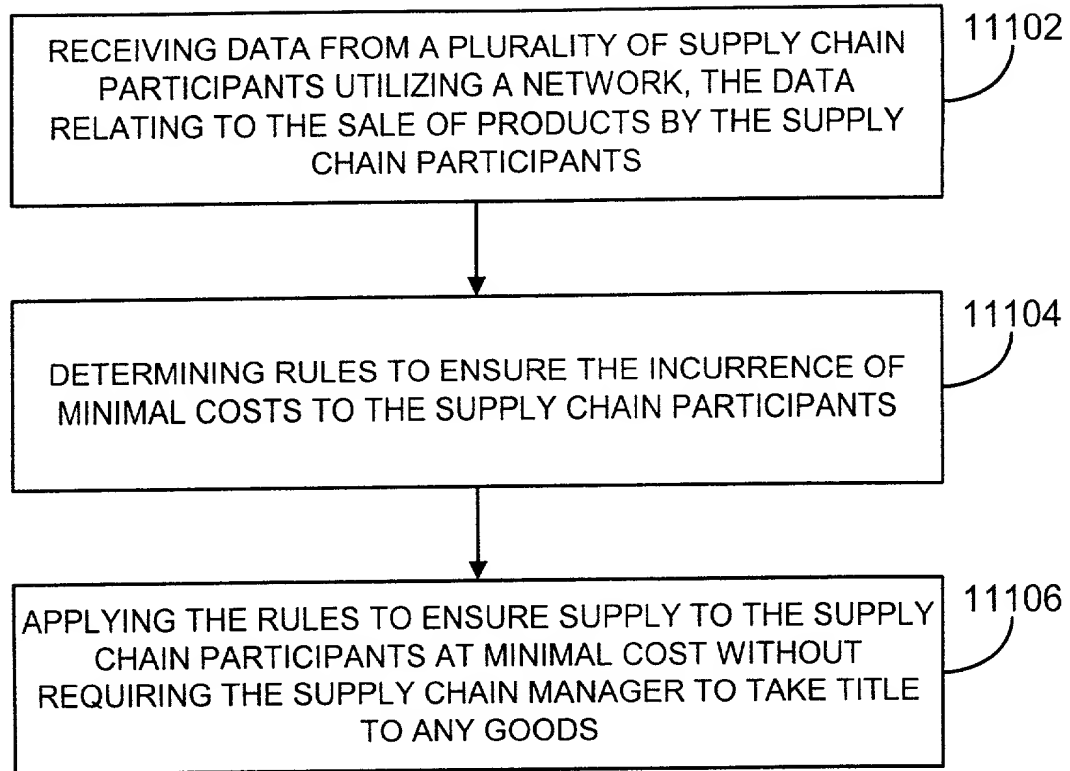 RECEIVING DATA FROM A PLURALITY OF SUPPLY CHAIN
PARTICIPANTS UTILIZING A NETWORK, THE DATA
RELATING TO THE SALE OF PRODUCTS BY THE SUPPLY
CHAIN PARTICIPANTS
11102
DETERMINING RULES TO ENSURE THE INCURRENCE OF
MINIMAL COSTS TO THE SUPPLY CHAIN PARTICIPANTS
11104
APPLYING THE RULES TO ENSURE SUPPLY TO THE SUPPLY
CHAIN PARTICIPANTS AT MINIMAL COST WITHOUT
REQUIRING THE SUPPLY CHAIN MANAGER TO TAKE TITLE
TO ANY GOODS
11106